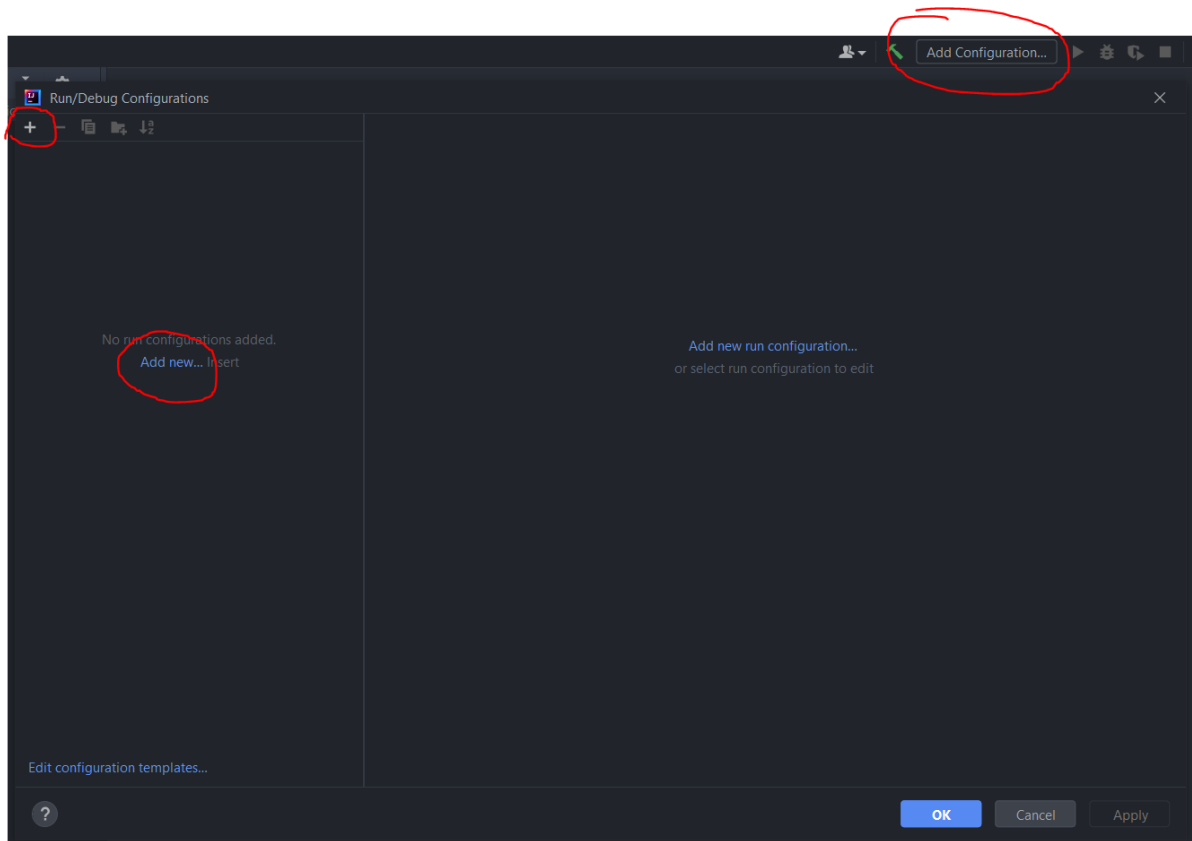 Add Configuration...
Run/Debug Configurations
No run configurations added.
Add new... Insert
Add new run configuration...
or select run configuration to edit
Edit configuration templates...
?
OK
Cancel
Apply